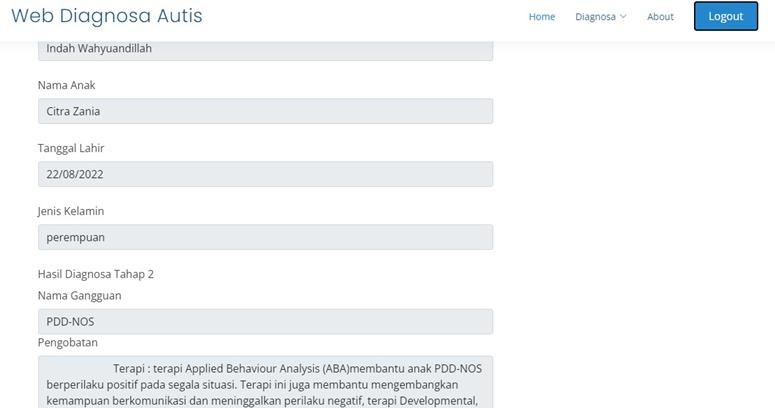 Web Diagnosa Autis
Home Diagnosa About Logout
Indah Wahyuandillah
Nama Anak
Citra Zania
Tanggal Lahir
22/08/2022
Jenis Kelamin
perempuan
Hasil Diagnosa Tahap 2
Nama Gangguan
PDD-NOS
Pengobatan
Terapi : terapi Applied Behaviour Analysis (ABA)membantu anak PDD-NOS
berperilaku positif pada segala situasi. Terapi ini juga membantu mengembangkan
kemampuan berkomunikasi dan meninggalkan perilaku negatif, terapi Developmental,